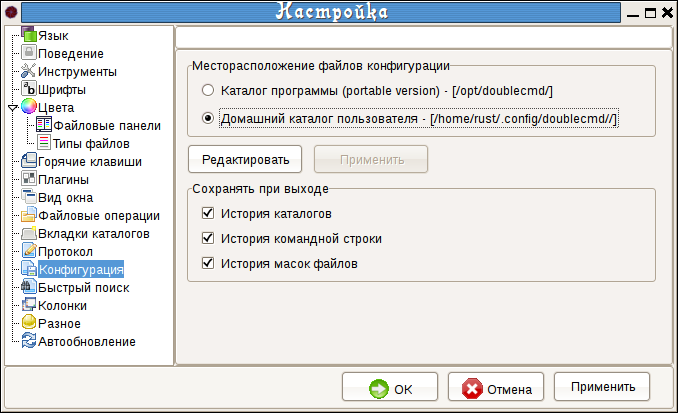 Настройка
Язык
Поведение
Инструменты
Шрифты
Цвета
Файловые панели
Типы файлов
Горячие клавиши
Плагины
Вид окна
Файловые операции
Вкладки каталогов
Протокол
Конфигурация
Быстрый поиск
Колонки
Разное
Автообновление
Месторасположение файлов конфигурации
Каталог программы (portable version) - [/opt/doublecmd/]
Домашний каталог пользователя - [/home/rust/.config/doublecmd//]
Редактировать Применить
Сохранять при выходе
История каталогов
История командной строки
История масок файлов
OK Отмена Применить